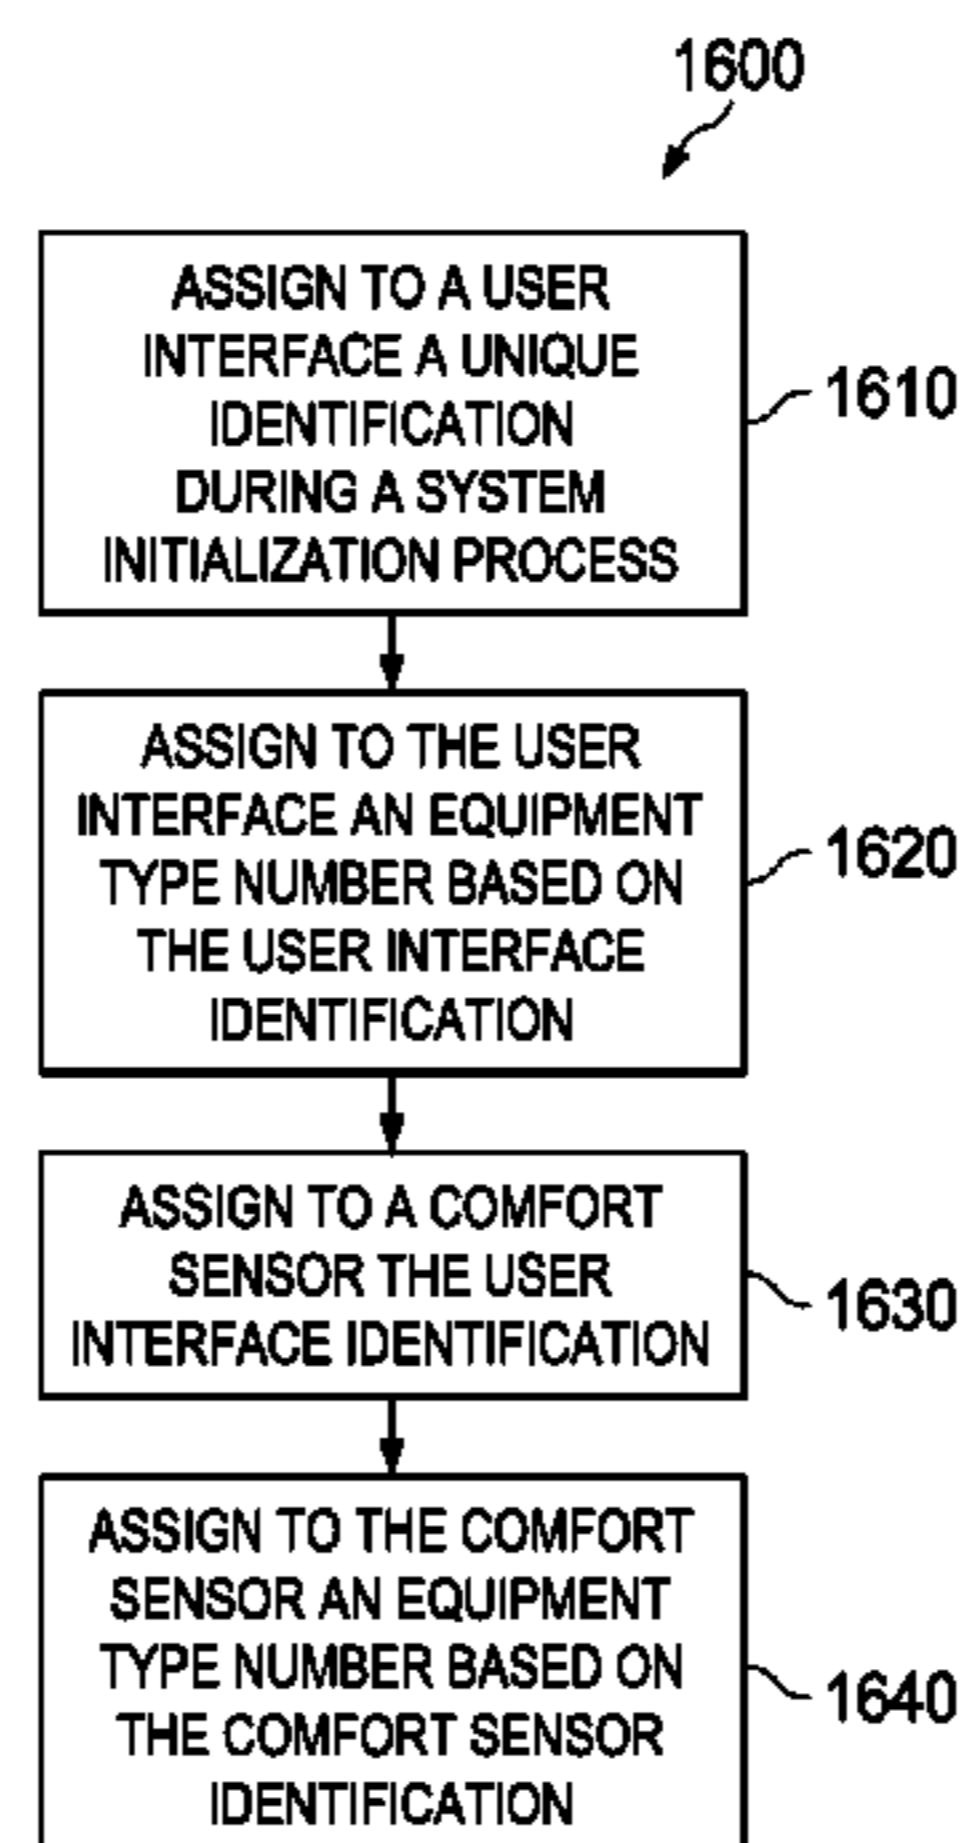 1600
ASSIGN TO A USER
INTERFACE A UNIQUE
IDENTIFICATION
DURING A SYSTEM
INITIALIZATION PROCESS
1610
ASSIGN TO THE USER
INTERFACE AN EQUIPMENT
TYPE NUMBER BASED ON
THE USER INTERFACE
IDENTIFICATION
1620
ASSIGN TO A COMFORT
SENSOR THE USER
INTERFACE IDENTIFICATION
1630
ASSIGN TO THE COMFORT
SENSOR AN EQUIPMENT
TYPE NUMBER BASED ON
THE COMFORT SENSOR
IDENTIFICATION
1640